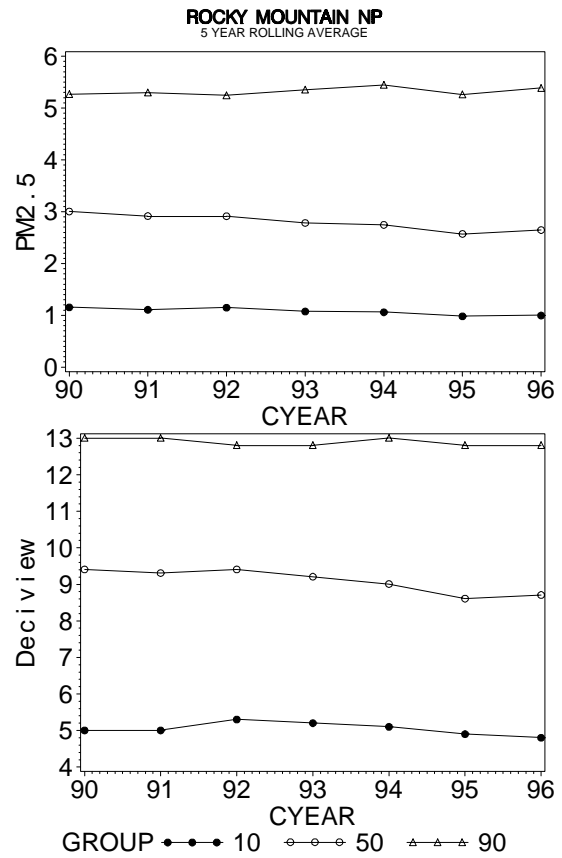 ROCKY MOUNTAIN NP
5 YEAR ROLLING AVERAGE
6
5
4
3
2
1
0
PM2.5
90 91 92 93 94 95 96
CYEAR
13
12
11
10
9
8
7
6
5
4
Deciview
90 91 92 93 94 95 96
CYEAR
GROUP 10 50 90